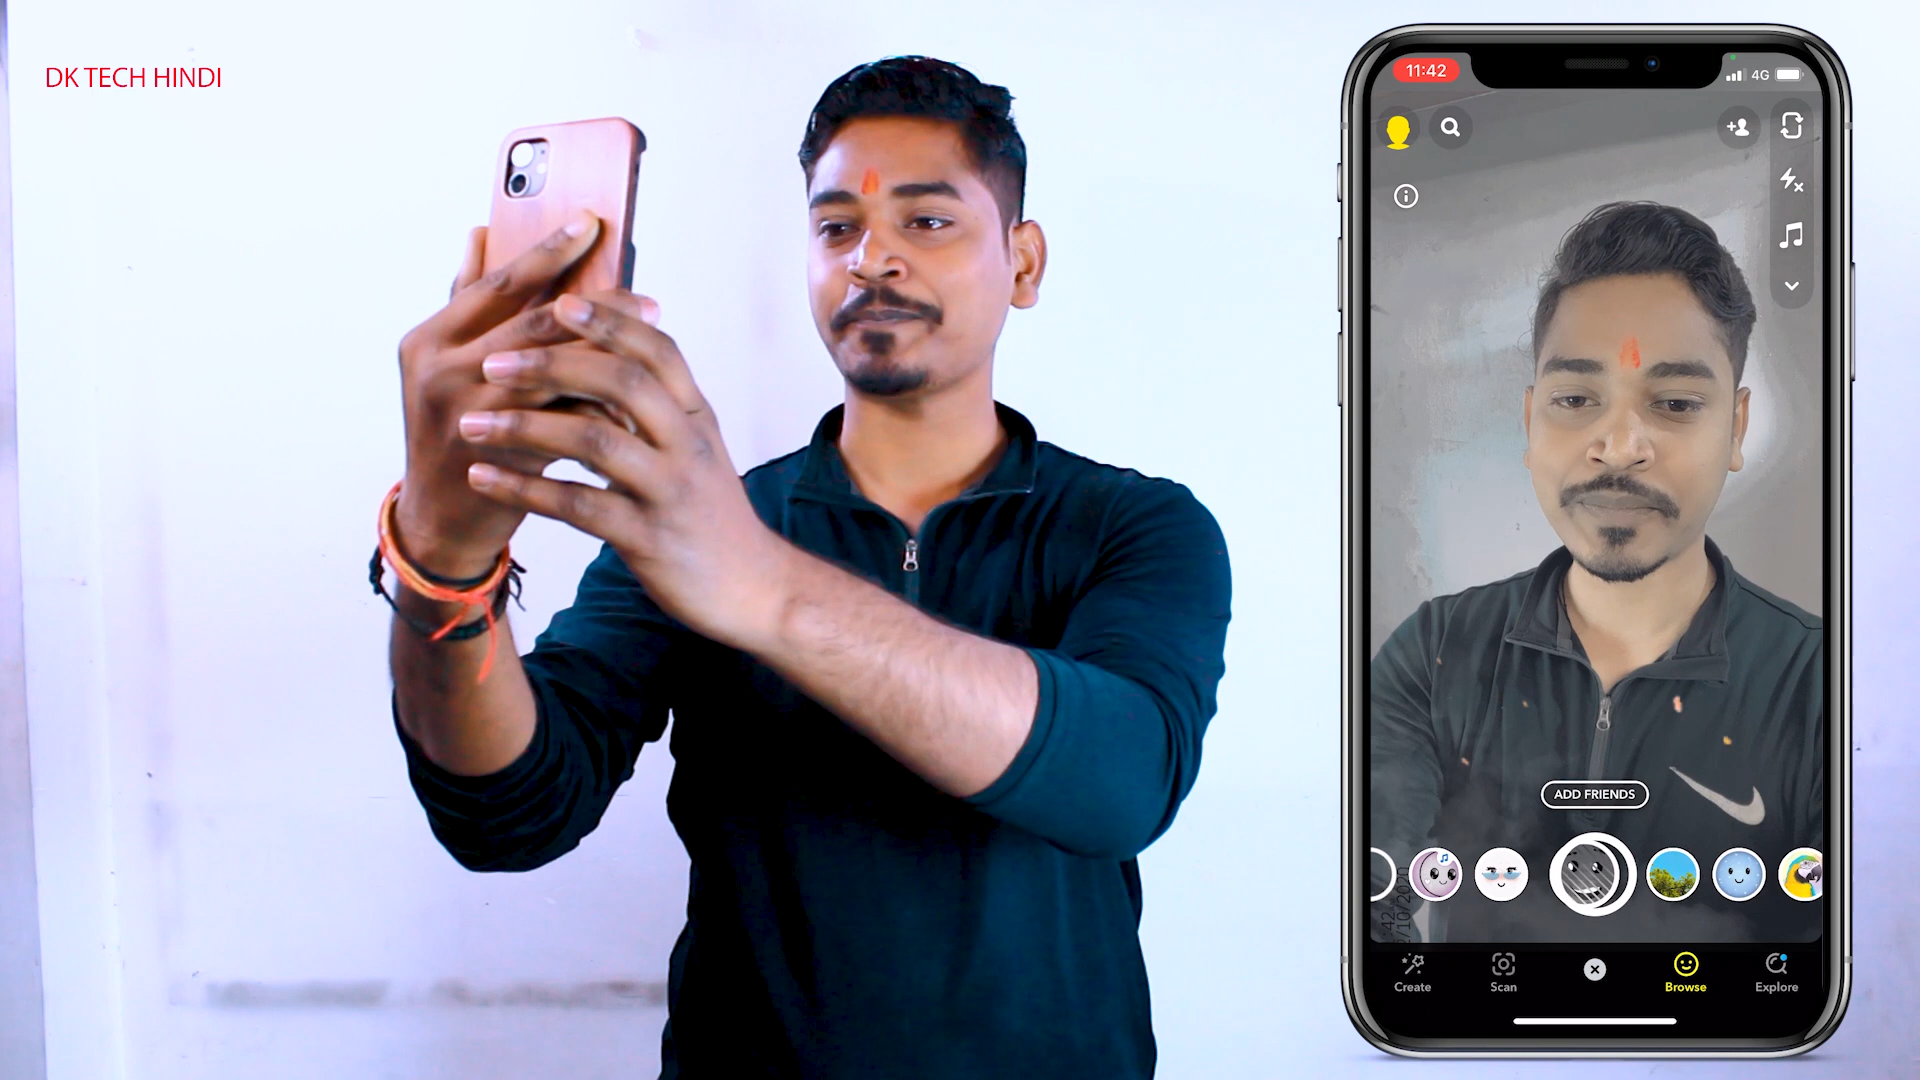 DK TECH HINDI
11:42
4G
ADD FRIENDS
Create
Scan
Browse
Explore